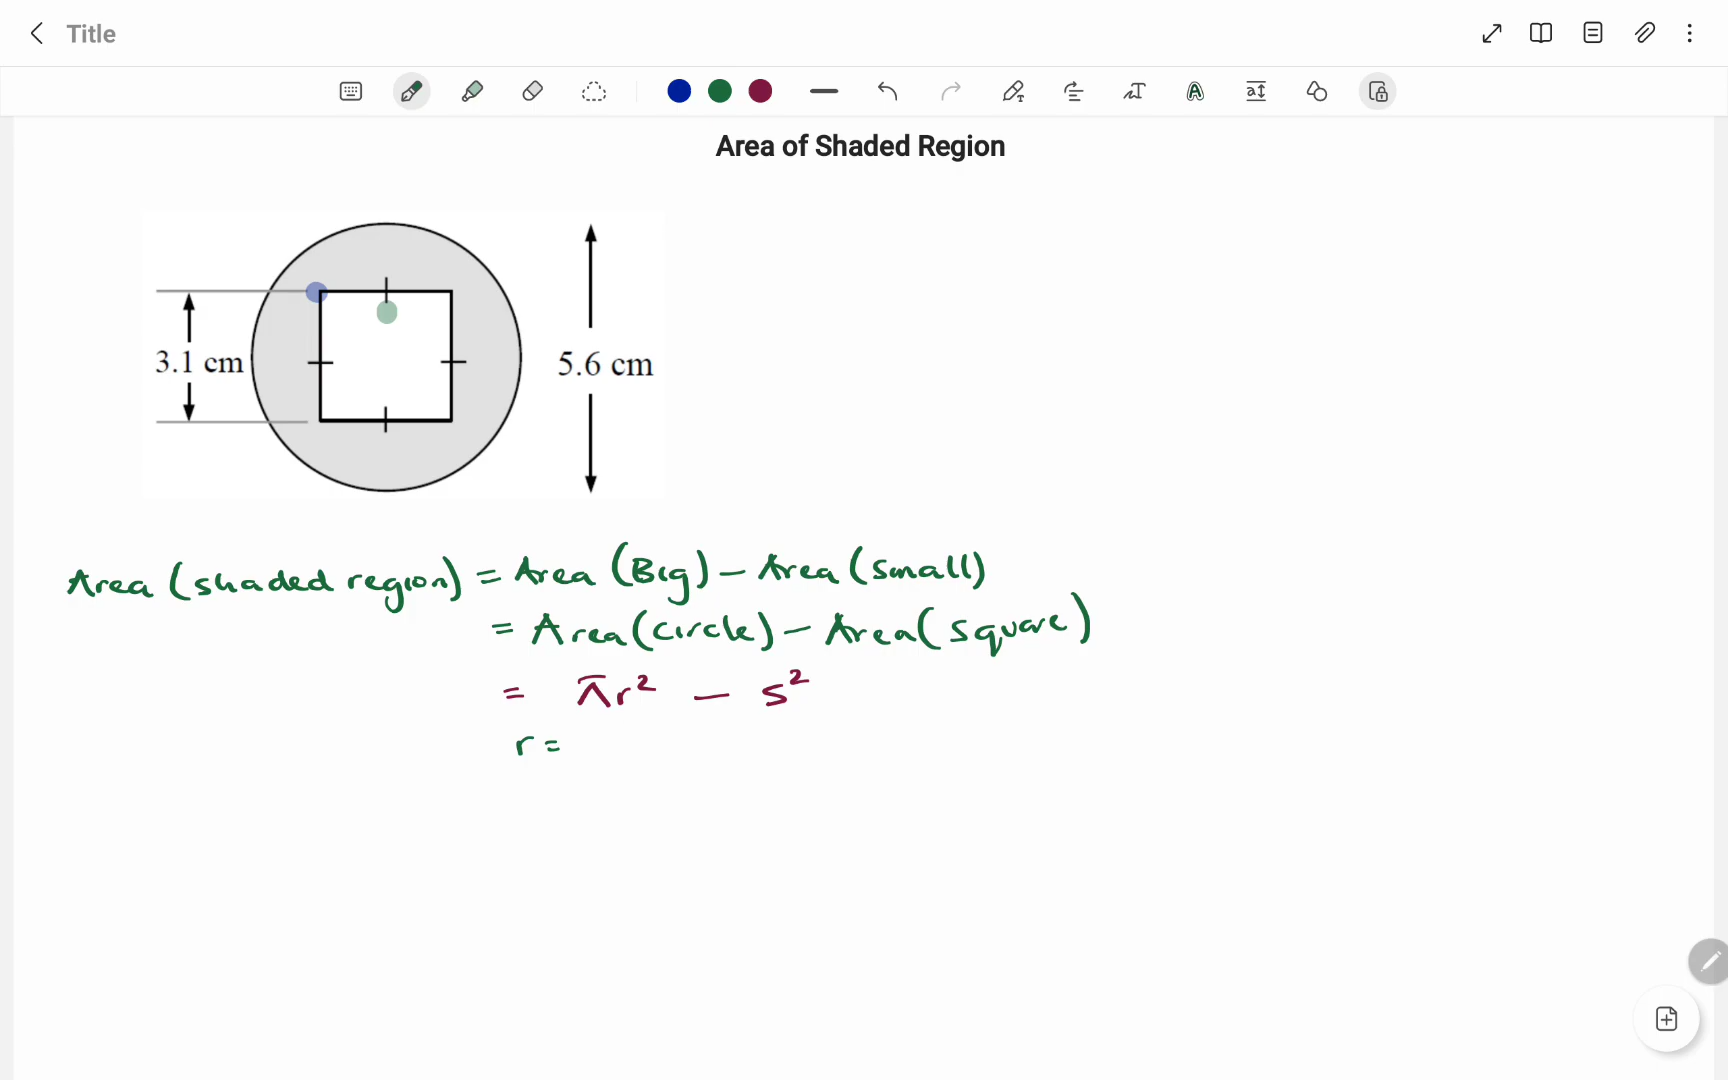 Title
Area of Shaded Region
3.1 cm
5.6 cm
Area (shaded region) = Area (Big) - Area (small)
= Area (circle) - Area (square)
= πr² - s²
r =